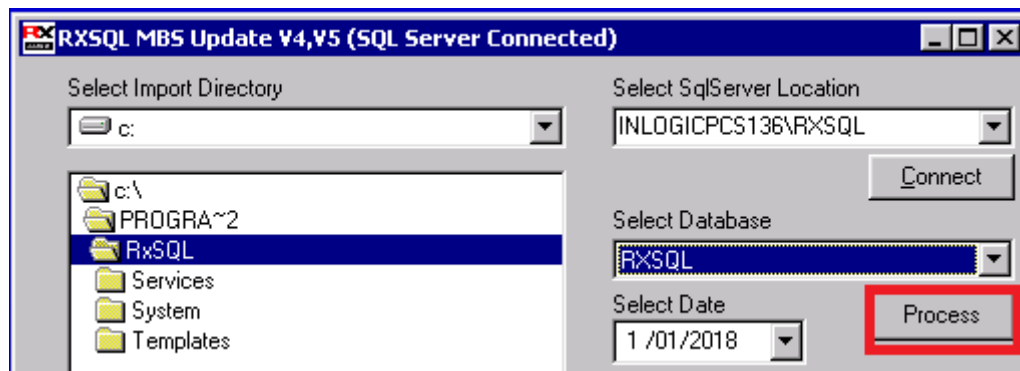 RX RXSQL MBS Update V4,V5 (SQL Server Connected)
Select Import Directory
c:
c:\
PROGRA~2
RxSQL
Services
System
Templates
Select SqlServer Location
INLOGICPCS136\RXSQL
Connect
Select Database
RXSQL
Select Date
1 /01/2018
Process